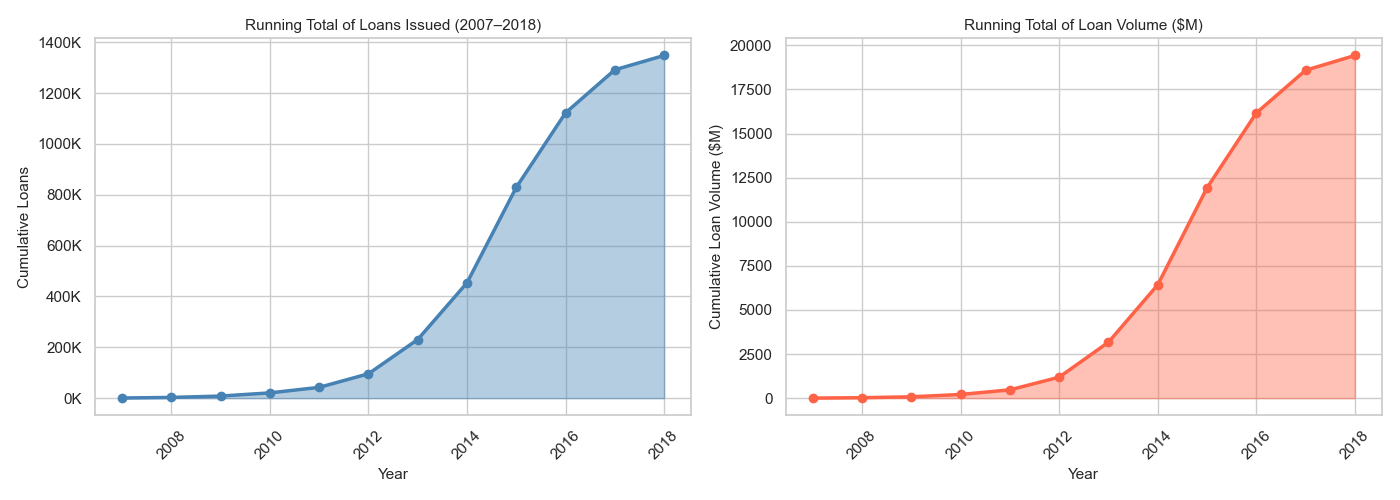 Running Total of Loans Issued (2007–2018)
1400K
1200K
1000K
800K
600K
400K
200K
0K
Cumulative Loans
2008
2010
2012
2014
2016
2018
Year
Running Total of Loan Volume ($M)
20000
17500
15000
12500
10000
7500
5000
2500
0
Cumulative Loan Volume ($M)
2008
2010
2012
2014
2016
2018
Year